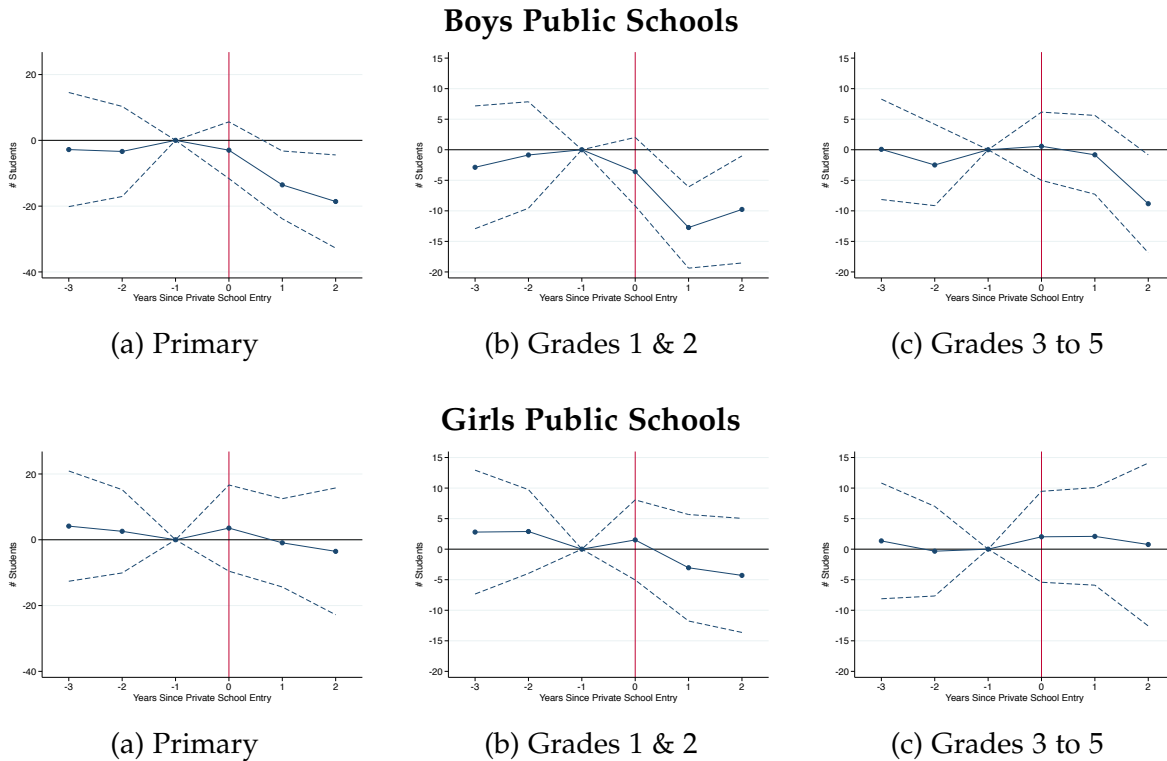 Boys Public Schools
# Students
20
0
-20
-40
-3 -2 -1 0 1 2
Years Since Private School Entry
(a) Primary
# Students
15
10
5
0
-5
-10
-15
-20
-3 -2 -1 0 1 2
Years Since Private School Entry
(b) Grades 1 & 2
# Students
15
10
5
0
-5
-10
-15
-20
-3 -2 -1 0 1 2
Years Since Private School Entry
(c) Grades 3 to 5
Girls Public Schools
# Students
20
0
-20
-40
-3 -2 -1 0 1 2
Years Since Private School Entry
(a) Primary
# Students
15
10
5
0
-5
-10
-15
-20
-3 -2 -1 0 1 2
Years Since Private School Entry
(b) Grades 1 & 2
# Students
15
10
5
0
-5
-10
-15
-20
-3 -2 -1 0 1 2
Years Since Private School Entry
(c) Grades 3 to 5